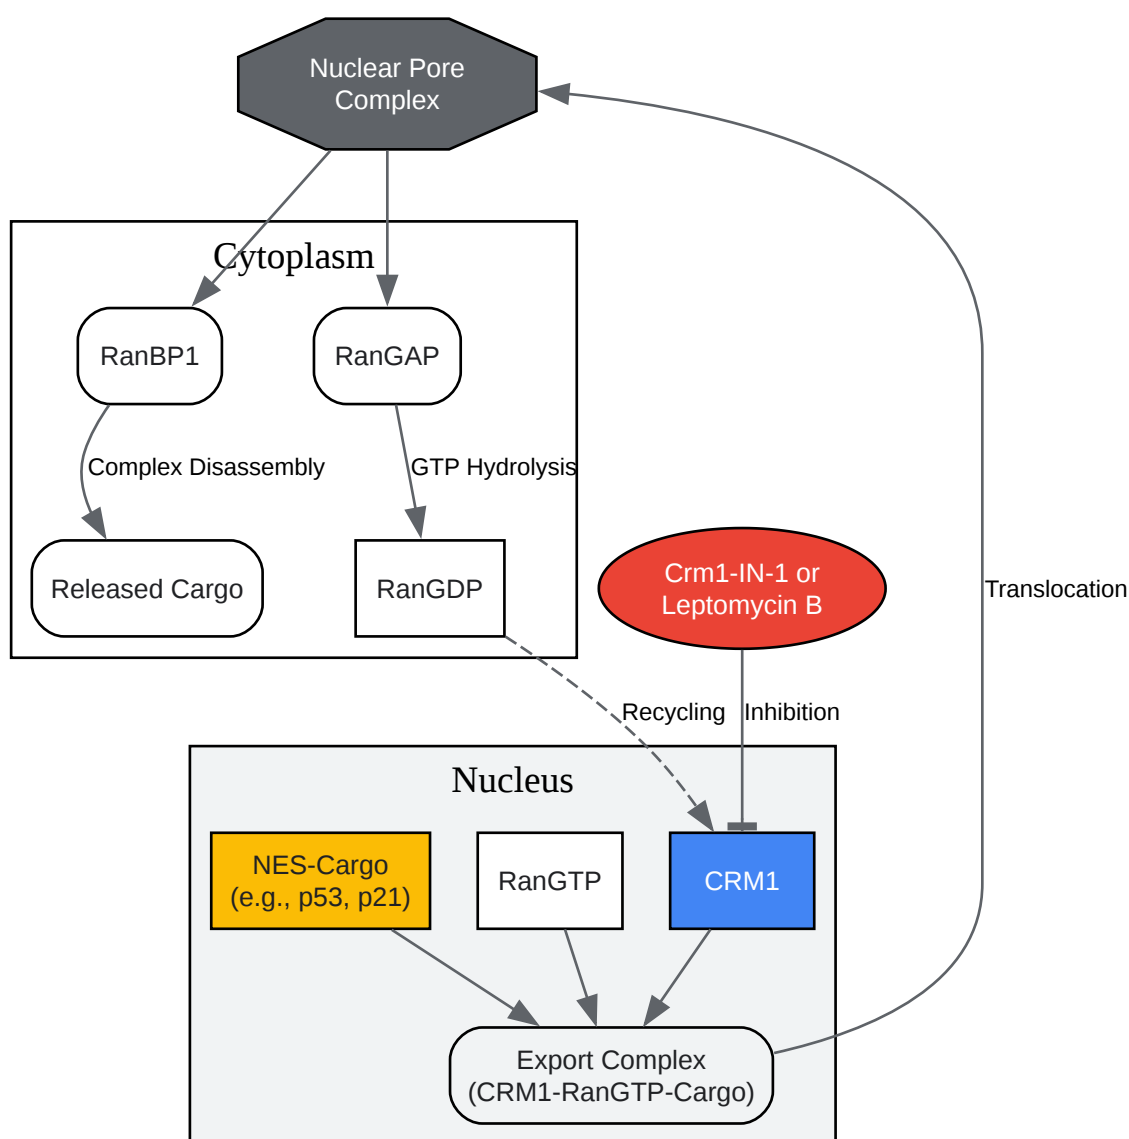 Nuclear Pore
Complex
Cytoplasm
RanBP1
RanGAP
Complex Disassembly
GTP Hydrolysis
Released Cargo
RanGDP
Crm1-IN-1 or
Leptomycin B
Translocation
Recycling
Inhibition
Nucleus
NES-Cargo
(e.g., p53, p21)
RanGTP
CRM1
Export Complex
(CRM1-RanGTP-Cargo)